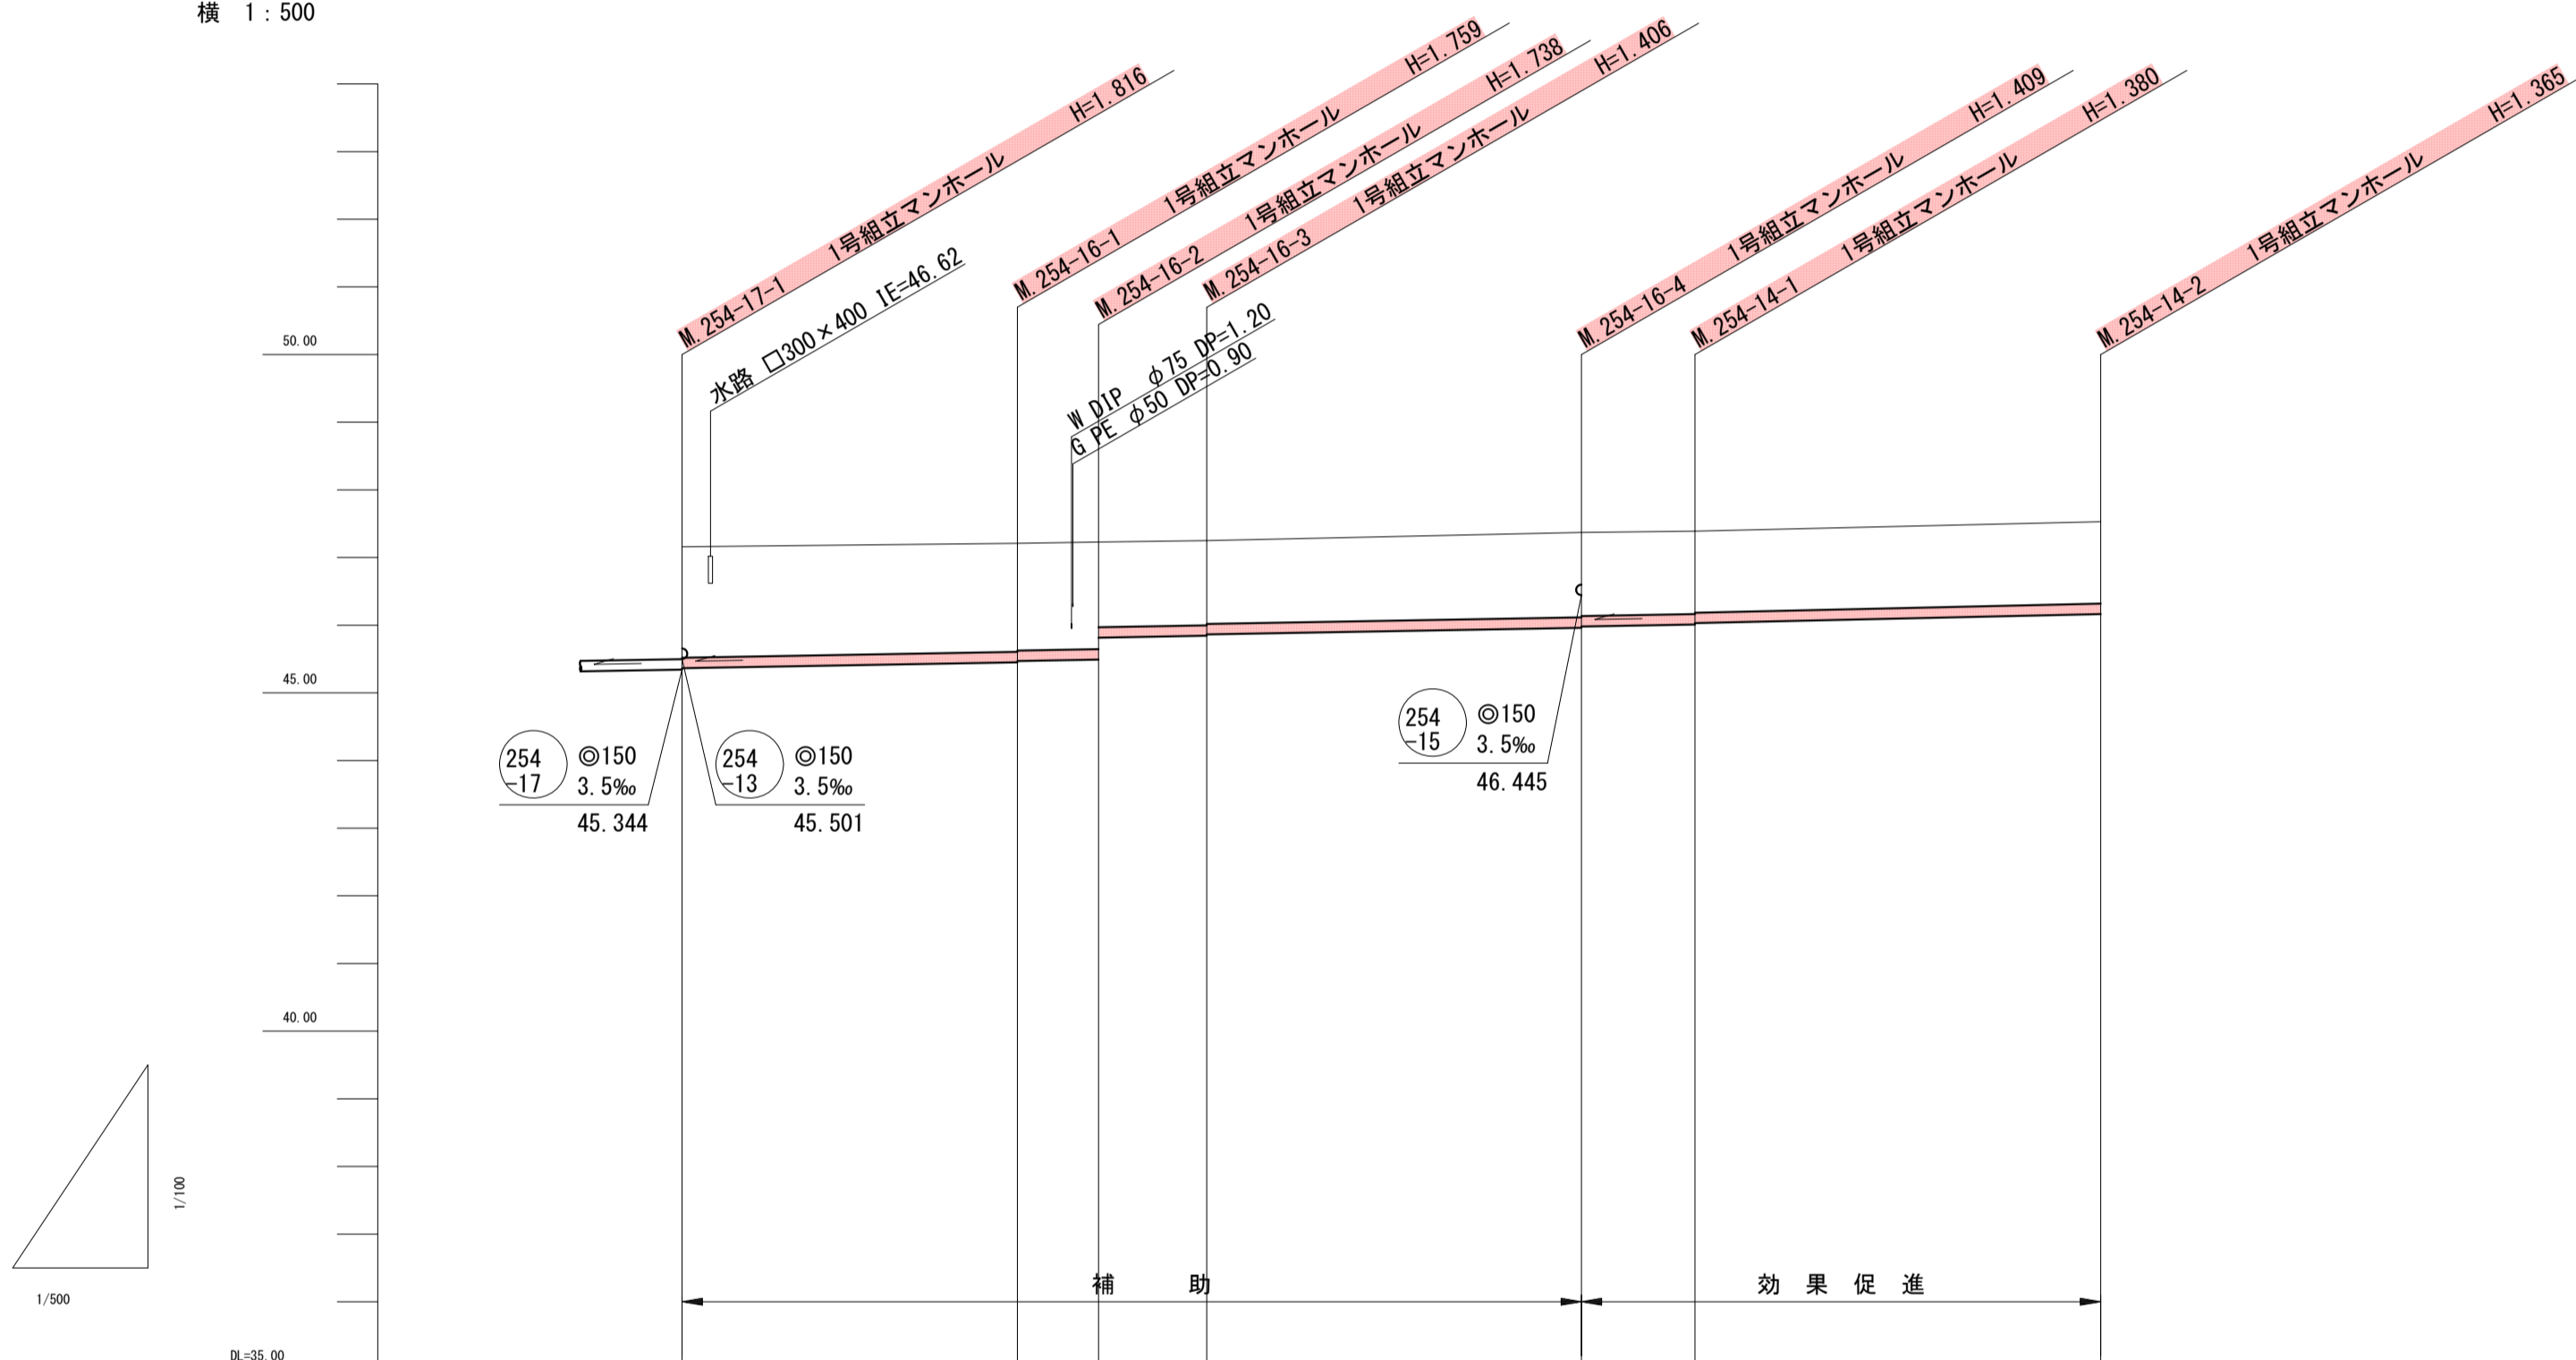 横 1:500
M.254-17-1 1号組立マンホール H=1.816
水路 □300×400 IE=46.62
M.254-16-1 1号組立マンホール H=1.759
M.254-16-2 1号組立マンホール H=1.738
M.254-16-3 1号組立マンホール H=1.406
W DIP φ75 DP=1.20
G PE φ50 DP=0.90
M.254-16-4 1号組立マンホール H=1.409
M.254-14-1 1号組立マンホール H=1.380
M.254-14-2 1号組立マンホール H=1.365
50.00
45.00
40.00
DL=35.00
254
-17
◎150
3.5‰
45.344
254
-13
◎150
3.5‰
45.501
254
-15
◎150
3.5‰
46.445
1/100
1/500
補 助
効果促進